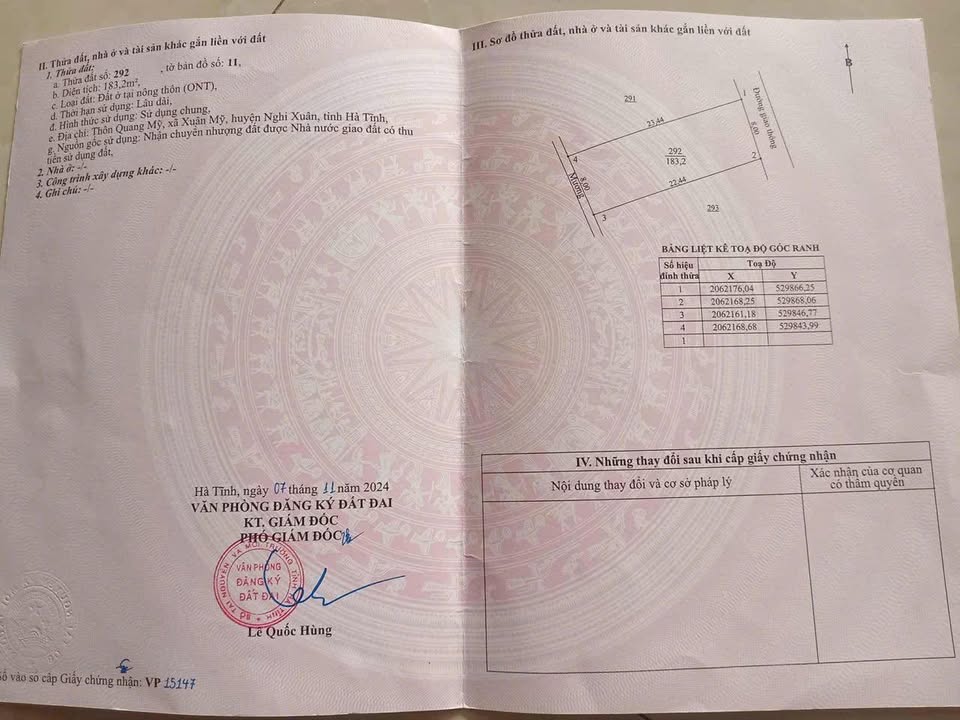 II. Thửa đất, nhà ở và tài sản khác gắn liền với đất
1. Thửa đất:
a. Thửa đất số: 292 , tờ bản đồ số: 11,
b. Diện tích: 183,2m²,
c. Loại đất: Đất ở tại nông thôn (ONT),
d. Thời hạn sử dụng: Lâu dài,
đ. Hình thức sử dụng: Sử dụng chung,
e. Địa chỉ: Thôn Quang Mỹ, xã Xuân Mỹ, huyện Nghi Xuân, tỉnh Hà Tĩnh,
g. Nguồn gốc sử dụng: Nhận chuyển nhượng đất được Nhà nước giao đất có thu
tiền sử dụng đất,
2. Nhà ở: -/-
3. Công trình xây dựng khác: -/-
4. Ghi chú: -/-
Hà Tĩnh, ngày 07 tháng 11 năm 2024
VĂN PHÒNG ĐĂNG KÝ ĐẤT ĐAI
KT. GIÁM ĐỐC
PHÓ GIÁM ĐỐC
SỞ TÀI NGUYÊN VÀ MÔI TRƯỜNG TỈNH HÀ TĨNH
VĂN PHÒNG
ĐĂNG KÝ
ĐẤT ĐAI
Lê Quốc Hùng
Số vào sổ cấp Giấy chứng nhận: VP 15147
III. Sơ đồ thửa đất, nhà ở và tài sản khác gắn liền với đất
B
291
1
23,44
Đường giao thông
8,00
4
292
183,2
2
Mương
8,00
22,44
3
293
BẢNG LIỆT KÊ TOẠ ĐỘ GÓC RANH
Số hiệu đỉnh thửa Toạ Độ
X Y
1 2062176,04 529866,25
2 2062168,25 529868,06
3 2062161,18 529846,77
4 2062168,68 529843,99
1
IV. Những thay đổi sau khi cấp giấy chứng nhận
Nội dung thay đổi và cơ sở pháp lý
Xác nhận của cơ quan
có thẩm quyền